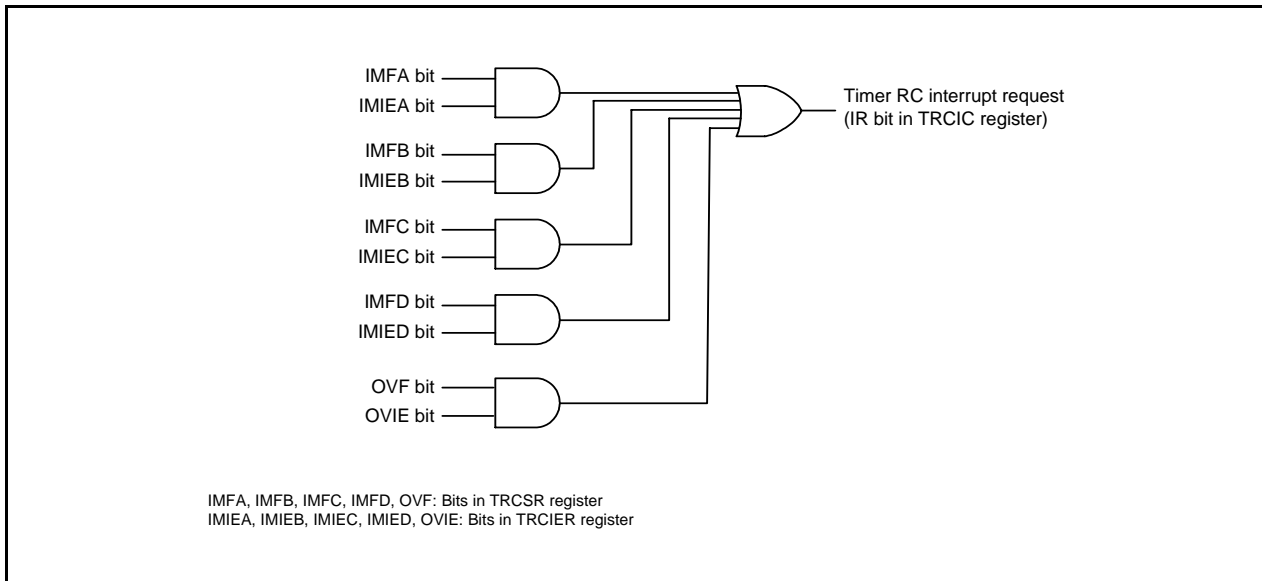 IMFA bit
IMIEA bit
IMFB bit
IMIEB bit
IMFC bit
IMIEC bit
IMFD bit
IMIED bit
OVF bit
OVIE bit
Timer RC interrupt request
(IR bit in TRCIC register)
IMFA, IMFB, IMFC, IMFD, OVF: Bits in TRCSR register
IMIEA, IMIEB, IMIEC, IMIED, OVIE: Bits in TRCIER register